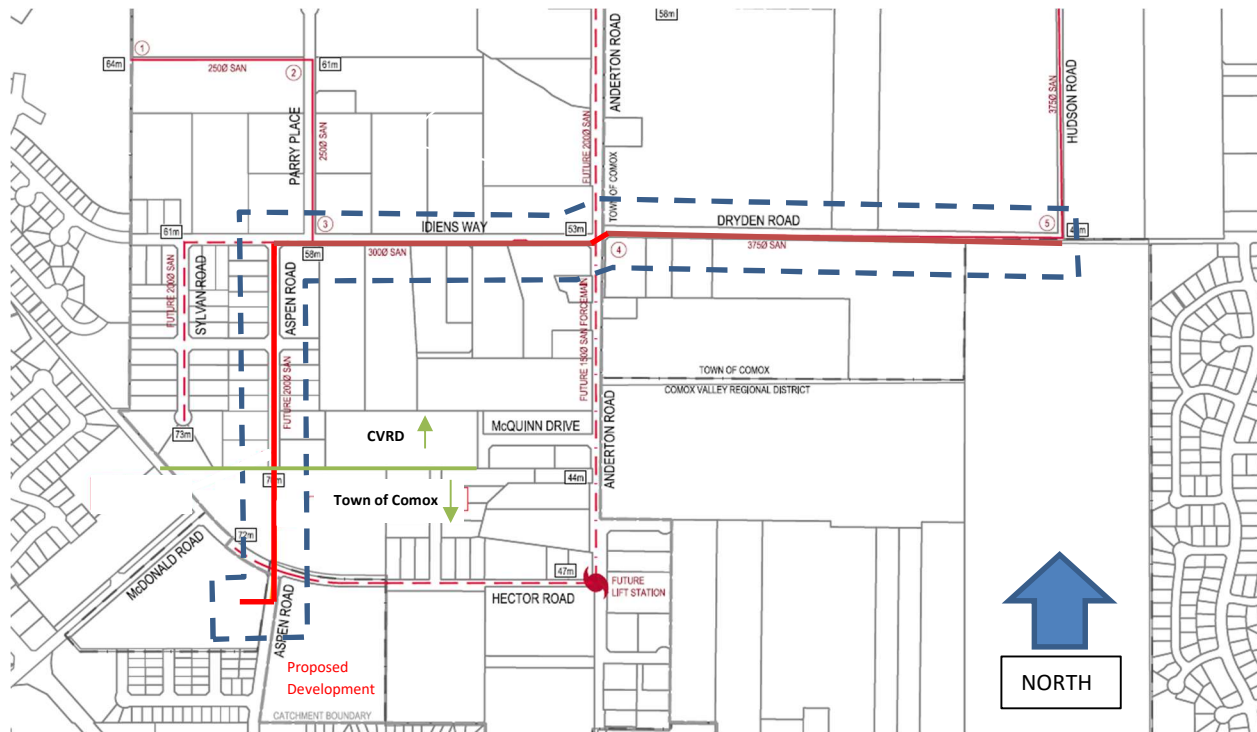 58m
1
64m
250Ø SAN
2
61m
PARRY PLACE
250Ø SAN
FUTURE 200Ø SAN
ANDERTON ROAD
TOWN OF COMOX
375Ø SAN
HUDSON ROAD
3
61m
IDIENS WAY
53m
DRYDEN ROAD
5
58m
300Ø SAN
4
375Ø SAN
FUTURE 200Ø SAN
SYLVAN ROAD
ASPEN ROAD
FUTURE 200Ø SAN
FUTURE 150Ø SAN FORCEMAIN
TOWN OF COMOX
COMOX VALLEY REGIONAL DISTRICT
73m
CVRD
McQUINN DRIVE
ANDERTON ROAD
44m
Town of Comox
72m
McDONALD ROAD
47m
FUTURE
LIFT STATION
HECTOR ROAD
ASPEN ROAD
Proposed
Development
CATCHMENT BOUNDARY
NORTH